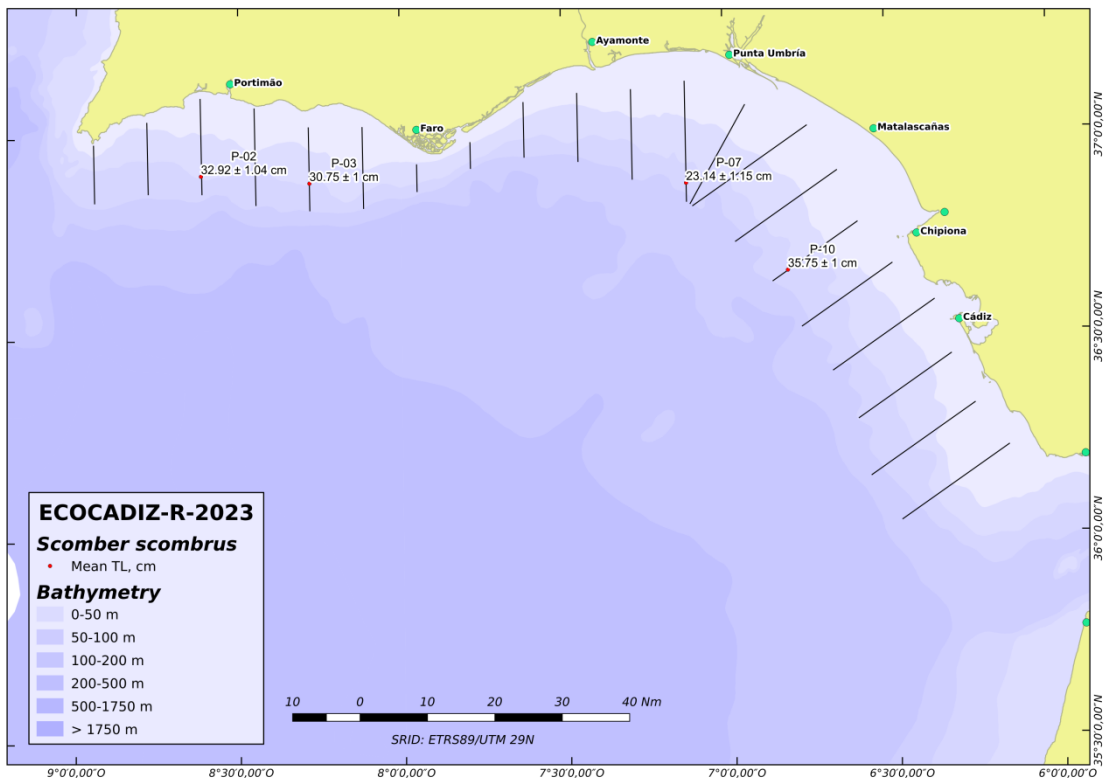 Ayamonte
Punta Umbría
Portimão
Faro
Matalascañas
P-02
32.92 ± 1.04 cm
P-03
30.75 ± 1 cm
P-07
23.14 ± 1.15 cm
Chipiona
P-10
35.75 ± 1 cm
Cádiz
37°0'0,00"N
36°30'0,00"N
36°0'0,00"N
35°30'0,00"N
ECOCADIZ-R-2023
Scomber scombrus
Mean TL, cm
Bathymetry
0-50 m
50-100 m
100-200 m
200-500 m
500-1750 m
> 1750 m
10 0 10 20 30 40 Nm
SRID: ETRS89/UTM 29N
9°0'0,00"O 8°30'0,00"O 8°0'0,00"O 7°30'0,00"O 7°0'0,00"O 6°30'0,00"O 6°0'0,00"O